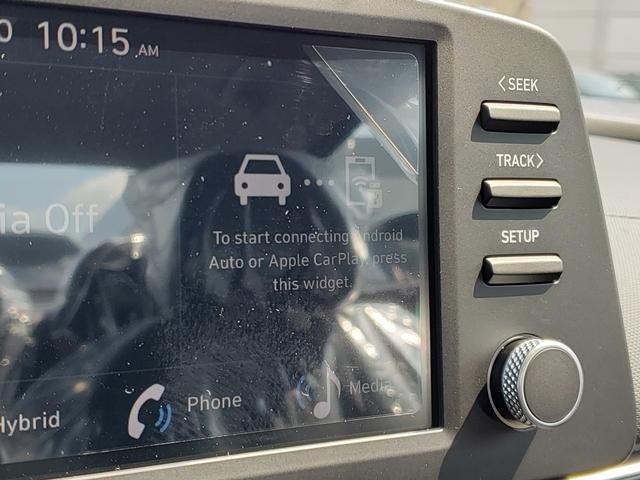 10:15 AM
< SEEK
TRACK >
SETUP
ia Off
To start connecting Android
Auto or Apple CarPlay, press
this widget.
Hybrid
Phone
Media